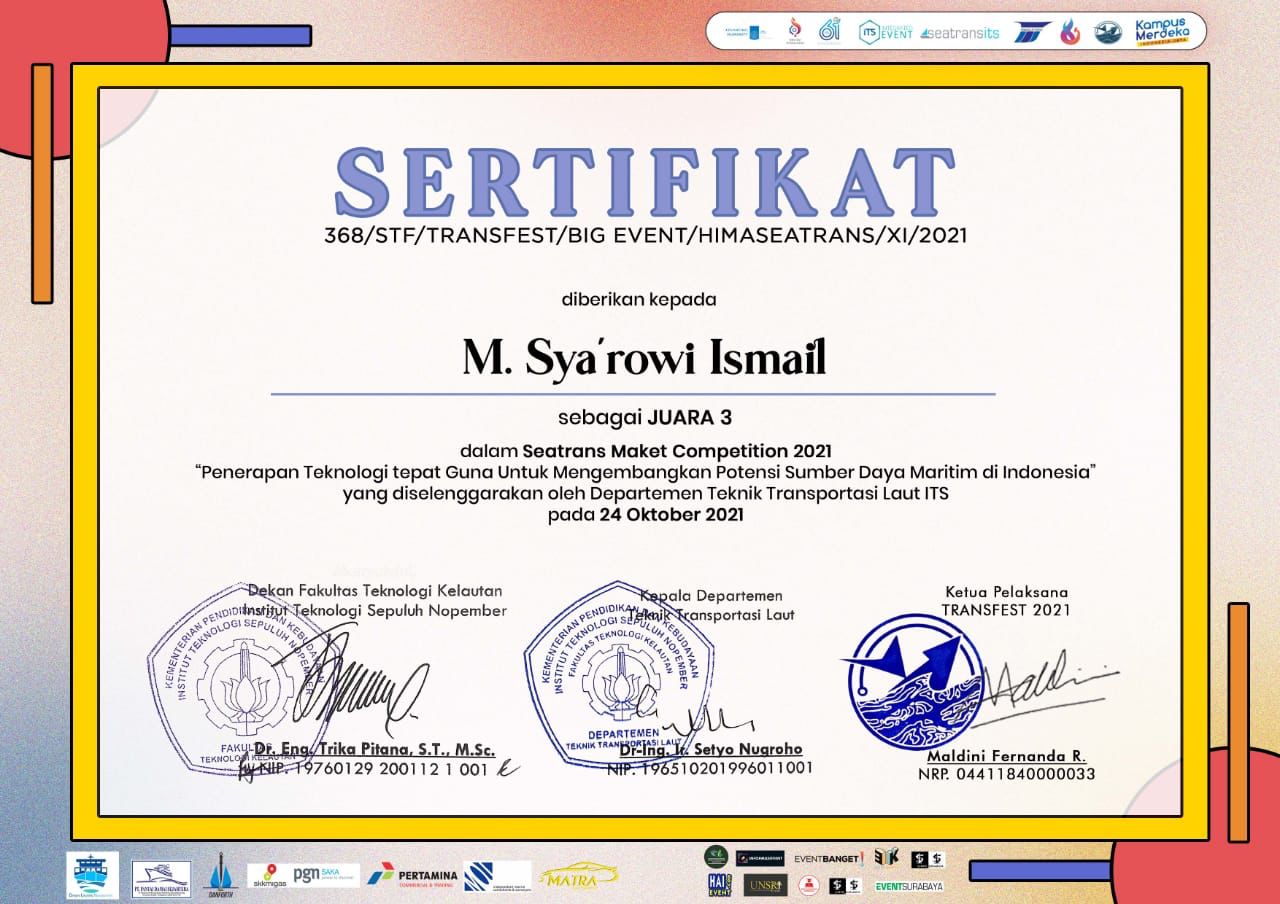 ITS
EVENT
seatransits
Kampus
Merdeka
INDONESIA JAYA
SERTIFIKAT
368/STF/TRANSFEST/BIG EVENT/HIMASEATRANS/XI/2021
diberikan kepada
M. Sya'rowi Ismail
sebagai JUARA 3
dalam Seatrans Maket Competition 2021
“Penerapan Teknologi tepat Guna Untuk Mengembangkan Potensi Sumber Daya Maritim di Indonesia”
yang diselenggarakan oleh Departemen Teknik Transportasi Laut ITS
pada 24 Oktober 2021
Dekan Fakultas Teknologi Kelautan
Institut Teknologi Sepuluh Nopember
KEMENTERIAN PENDIDIKAN DAN KEBUDAYAAN
INSTITUT TEKNOLOGI SEPULUH NOPEMBER
FAKULTAS
TEKNOLOGI KELAUTAN
Dr. Eng. Trika Pitana, S.T., M.Sc.
NIP. 19760129 200112 1 001
Kepala Departemen
Teknik Transportasi Laut
KEMENTERIAN PENDIDIKAN DAN KEBUDAYAAN
INSTITUT TEKNOLOGI SEPULUH NOPEMBER
FAKULTAS TEKNOLOGI KELAUTAN
DEPARTEMEN
TEKNIK TRANSPORTASI LAUT
Dr-Ing. Ir. Setyo Nugroho
NIP. 196510201996011001
Ketua Pelaksana
TRANSFEST 2021
Maldini
Maldini Fernanda R.
NRP. 04411840000033
skkmigas
pgn SAKA
PERTAMINA
MATRA
DANFORTH
EVENTBANGET!
HAI
EVENT
UNSRI
EVENTSURABAYA